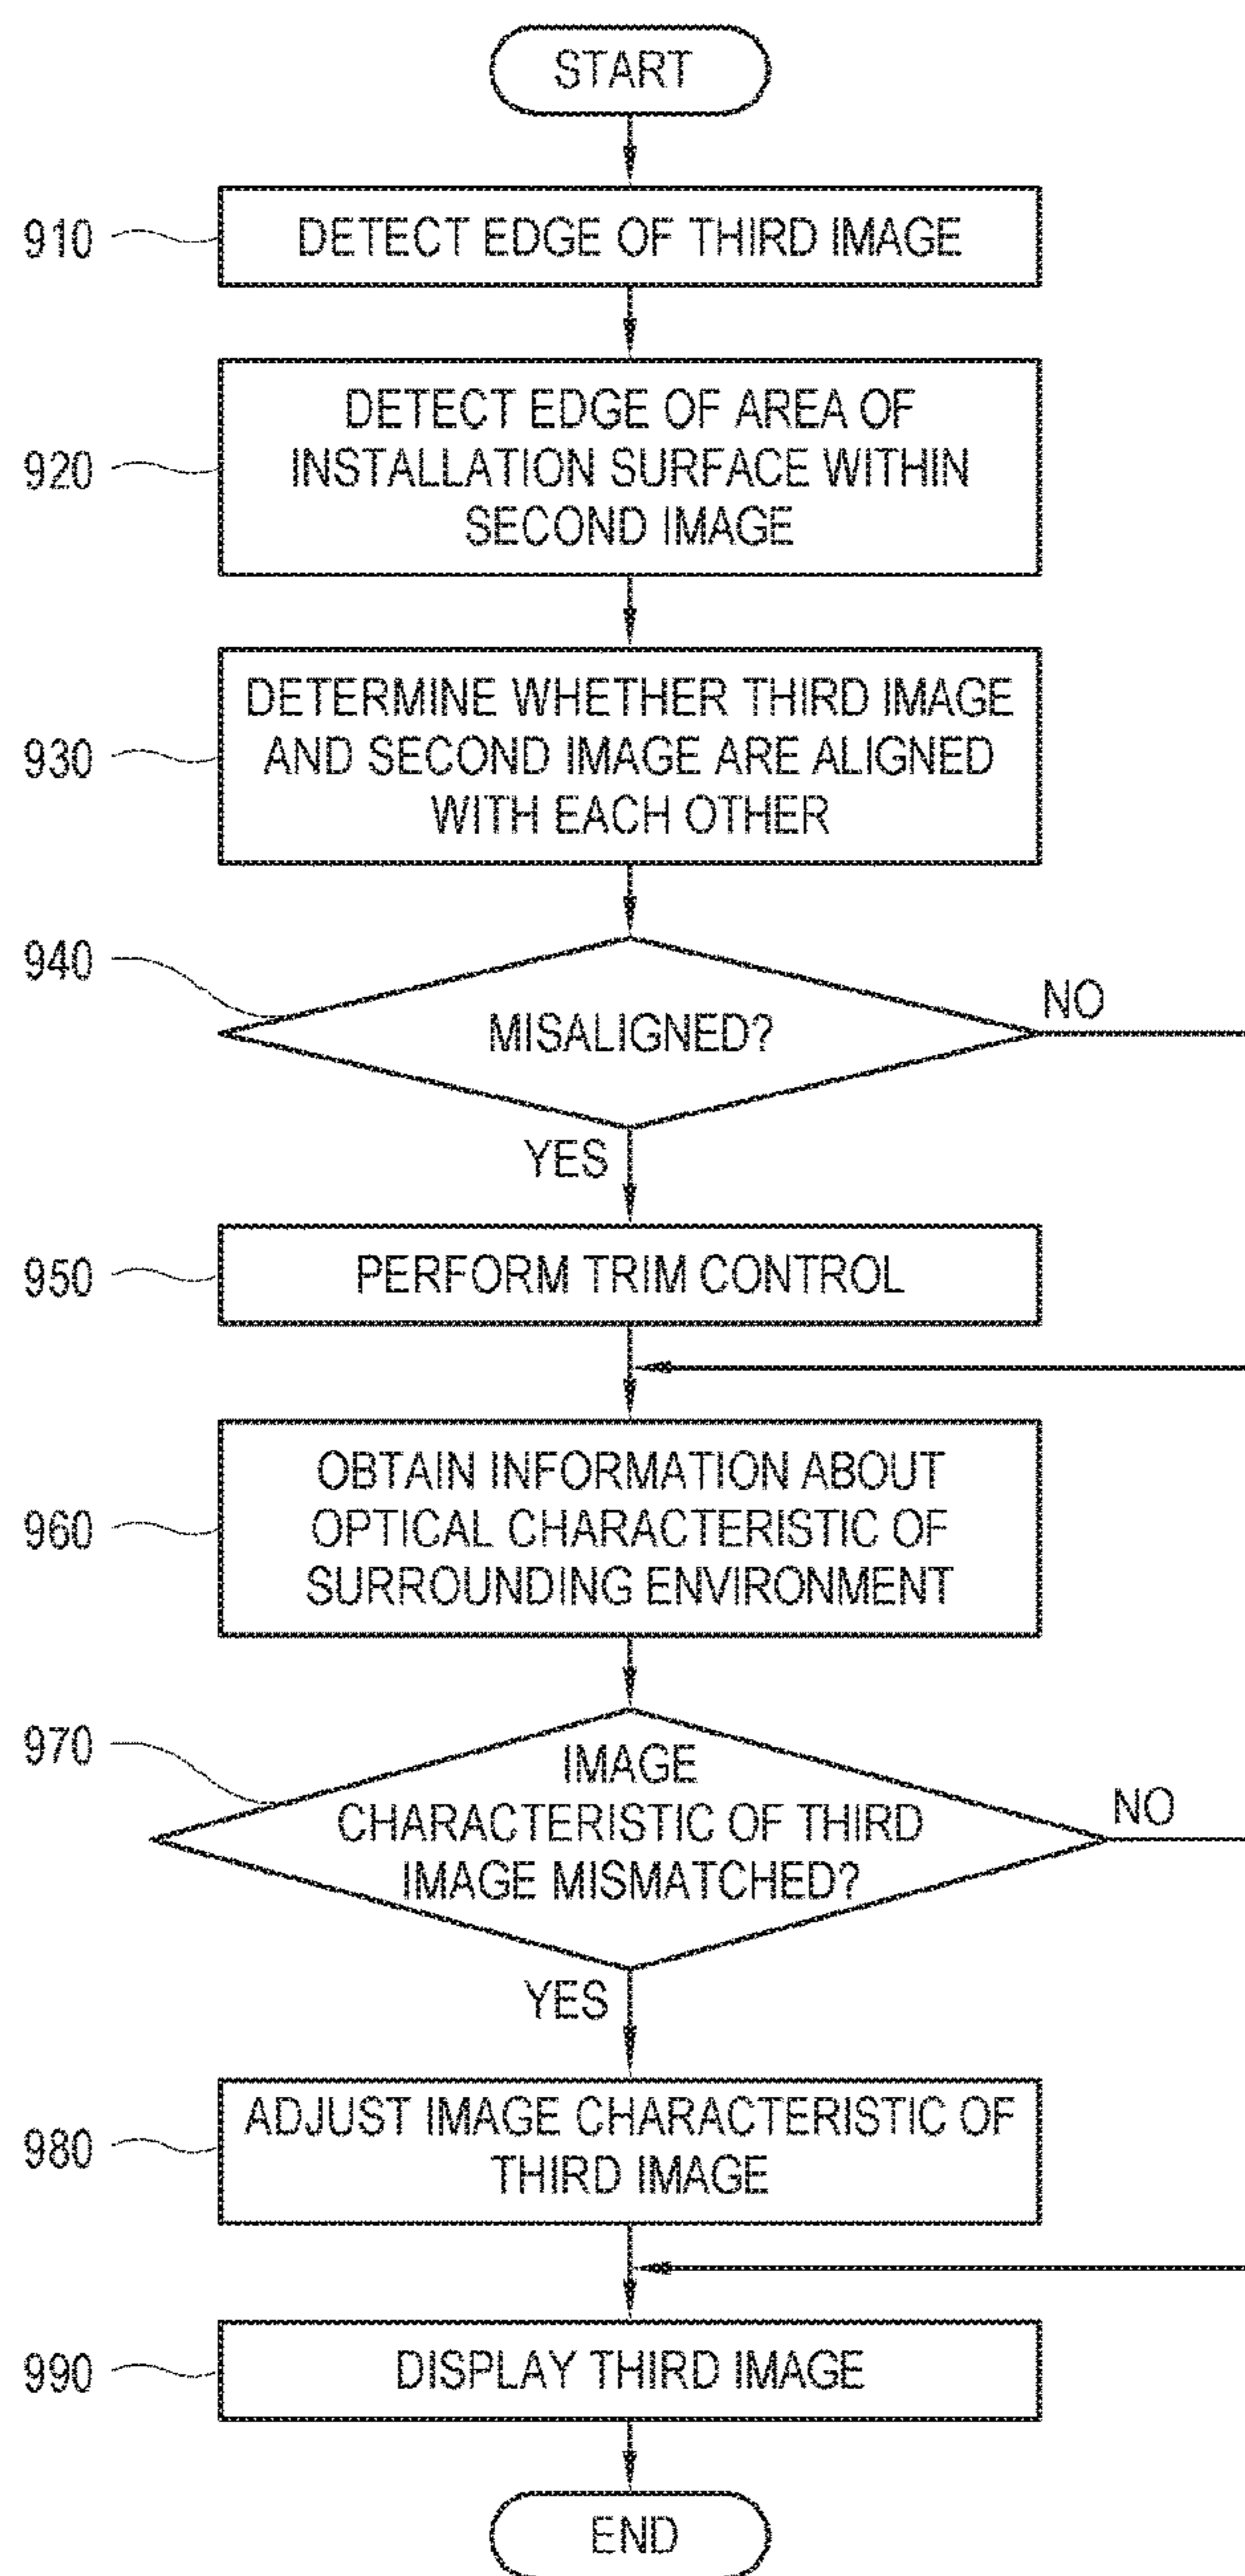 START
910
DETECT EDGE OF THIRD IMAGE
920
DETECT EDGE OF AREA OF
INSTALLATION SURFACE WITHIN
SECOND IMAGE
930
DETERMINE WHETHER THIRD IMAGE
AND SECOND IMAGE ARE ALIGNED
WITH EACH OTHER
940
MISALIGNED?
NO
YES
950
PERFORM TRIM CONTROL
960
OBTAIN INFORMATION ABOUT
OPTICAL CHARACTERISTIC OF
SURROUNDING ENVIRONMENT
970
IMAGE
CHARACTERISTIC OF THIRD
IMAGE MISMATCHED?
NO
YES
980
ADJUST IMAGE CHARACTERISTIC OF
THIRD IMAGE
990
DISPLAY THIRD IMAGE
END